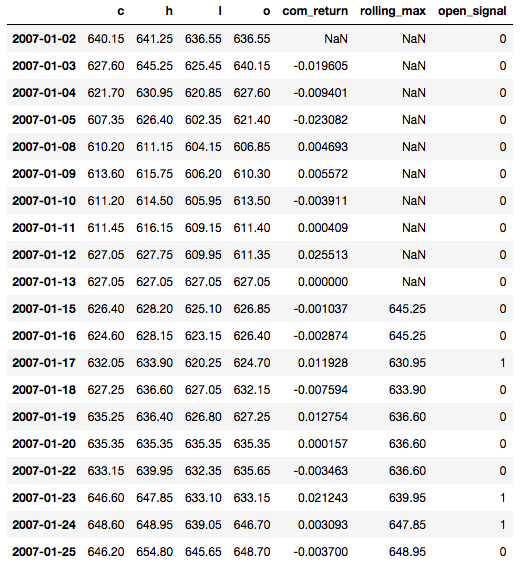 c h l o com_return rolling_max open_signal
2007-01-02 640.15 641.25 636.55 636.55 NaN NaN 0
2007-01-03 627.60 645.25 625.45 640.15 -0.019605 NaN 0
2007-01-04 621.70 630.95 620.85 627.60 -0.009401 NaN 0
2007-01-05 607.35 626.40 602.35 621.40 -0.023082 NaN 0
2007-01-08 610.20 611.15 604.15 606.85 0.004693 NaN 0
2007-01-09 613.60 615.75 606.20 610.30 0.005572 NaN 0
2007-01-10 611.20 614.50 605.95 613.50 -0.003911 NaN 0
2007-01-11 611.45 616.15 609.15 611.40 0.000409 NaN 0
2007-01-12 627.05 627.75 609.95 611.35 0.025513 NaN 0
2007-01-13 627.05 627.05 627.05 627.05 0.000000 NaN 0
2007-01-15 626.40 628.20 625.10 626.85 -0.001037 645.25 0
2007-01-16 624.60 628.15 623.15 626.40 -0.002874 645.25 0
2007-01-17 632.05 633.90 620.25 624.70 0.011928 630.95 1
2007-01-18 627.25 636.60 627.05 632.15 -0.007594 633.90 0
2007-01-19 635.25 636.40 626.80 627.25 0.012754 636.60 0
2007-01-20 635.35 635.35 635.35 635.35 0.000157 636.60 0
2007-01-22 633.15 639.95 632.35 635.65 -0.003463 636.60 0
2007-01-23 646.60 647.85 633.10 633.15 0.021243 639.95 1
2007-01-24 648.60 648.95 639.05 646.70 0.003093 647.85 1
2007-01-25 646.20 654.80 645.65 648.70 -0.003700 648.95 0